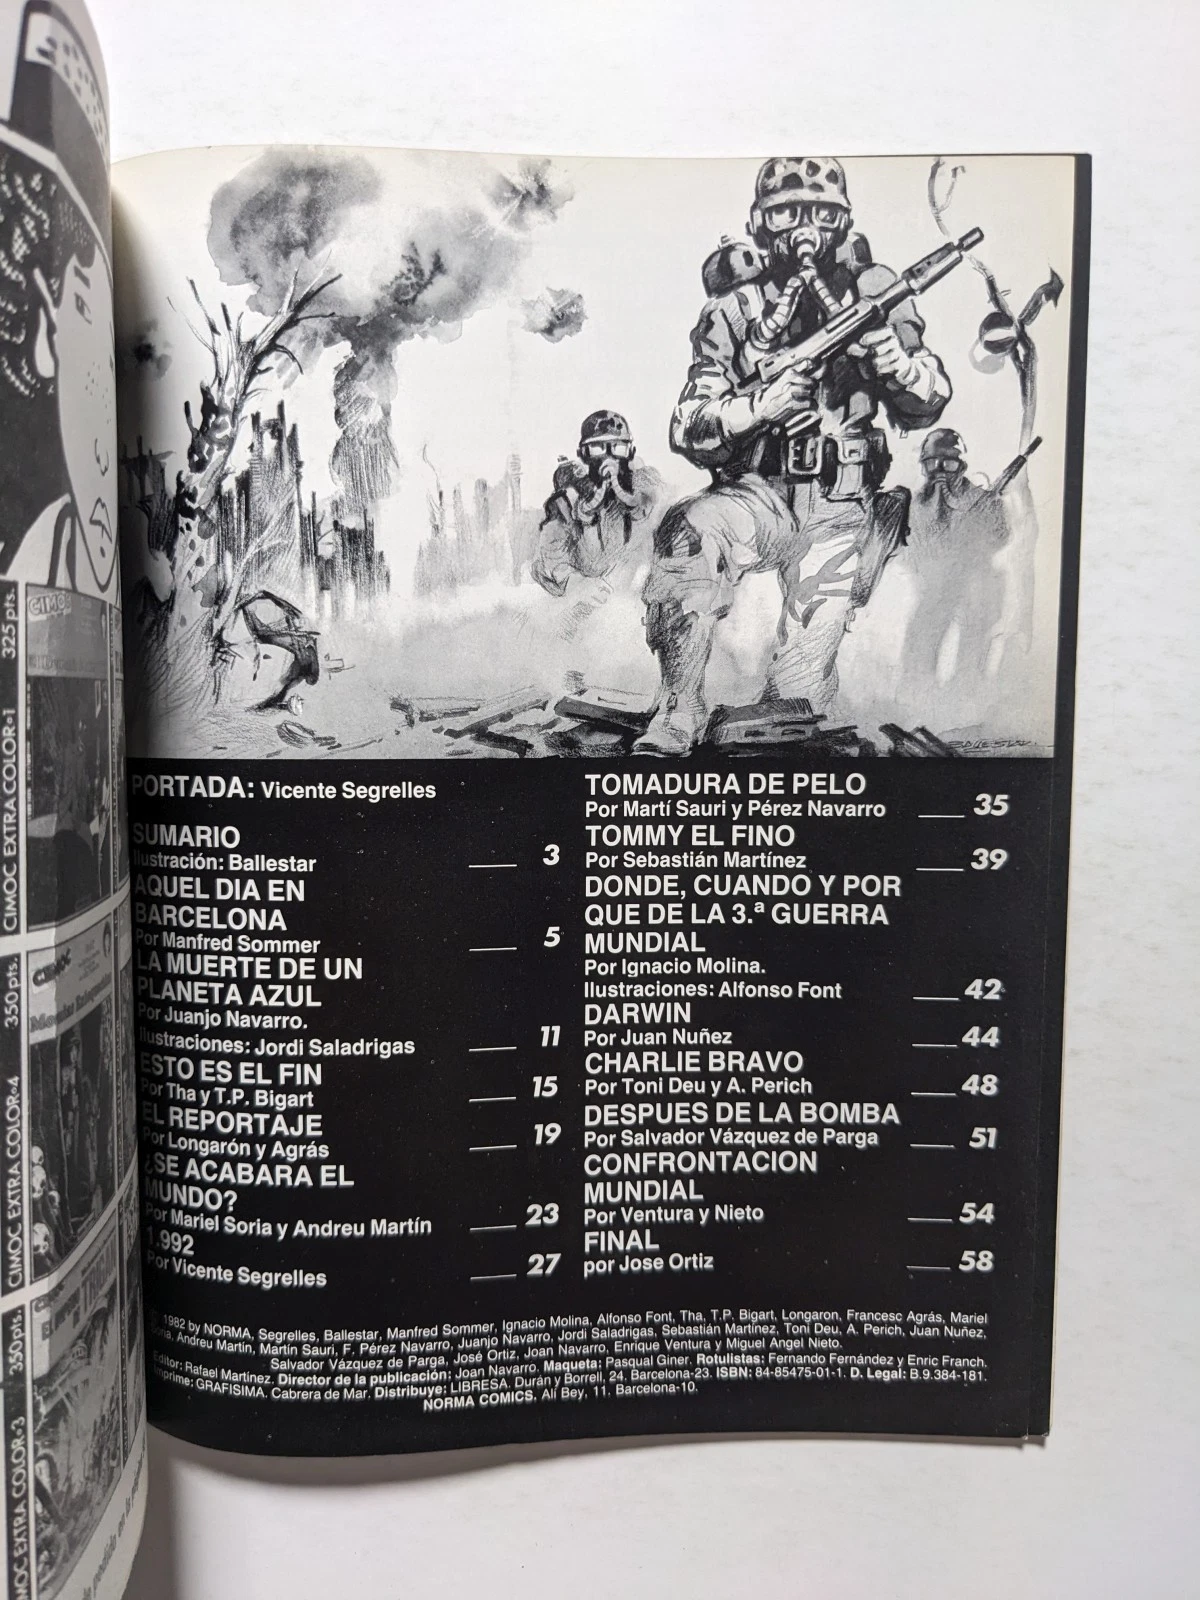 CIMOC EXTRA COLOR•1 325 pts.
CIMOC EXTRA COLOR•4 350 pts.
CIMOC EXTRA COLOR•3 350 pts.
CIMOC
CIMOC
PORTADA: Vicente Segrelles
SUMARIO
Ilustración: Ballestar
3
AQUEL DIA EN
BARCELONA
Por Manfred Sommer
5
LA MUERTE DE UN
PLANETA AZUL
Por Juanjo Navarro.
Ilustraciones: Jordi Saladrigas
11
ESTO ES EL FIN
Por Tha y T.P. Bigart
15
EL REPORTAJE
Por Longarón y Agrás
19
¿SE ACABARA EL
MUNDO?
Por Mariel Soria y Andreu Martín
23
1.992
Por Vicente Segrelles
27
TOMADURA DE PELO
Por Martí Sauri y Pérez Navarro
35
TOMMY EL FINO
Por Sebastián Martínez
39
DONDE, CUANDO Y POR
QUE DE LA 3.ª GUERRA
MUNDIAL
Por Ignacio Molina.
Ilustraciones: Alfonso Font
42
DARWIN
Por Juan Nuñez
44
CHARLIE BRAVO
Por Toni Deu y A. Perich
48
DESPUES DE LA BOMBA
Por Salvador Vázquez de Parga
51
CONFRONTACION
MUNDIAL
Por Ventura y Nieto
54
FINAL
por Jose Ortiz
58
1982 by NORMA, Segrelles, Ballestar, Manfred Sommer, Ignacio Molina, Alfonso Font, Tha, T.P. Bigart, Longaron, Francesc Agrás, Mariel
Soria, Andreu Martín, Martín Sauri, F. Pérez Navarro, Juanjo Navarro, Jordi Saladrigas, Sebastián Martínez, Toni Deu, A. Perich, Juan Nuñez,
Salvador Vázquez de Parga, José Ortiz, Joan Navarro, Enrique Ventura y Miguel Angel Nieto.
Editor: Rafael Martínez. Director de la publicación: Joan Navarro. Maqueta: Pasqual Giner. Rotulistas: Fernando Fernández y Enric Franch.
Imprime: GRAFISIMA. Cabrera de Mar. Distribuye: LIBRESA. Durán y Borrell, 24, Barcelona-23. ISBN: 84-85475-01-1. D. Legal: B.9.384-181.
NORMA COMICS, Alí Bey, 11. Barcelona-10.